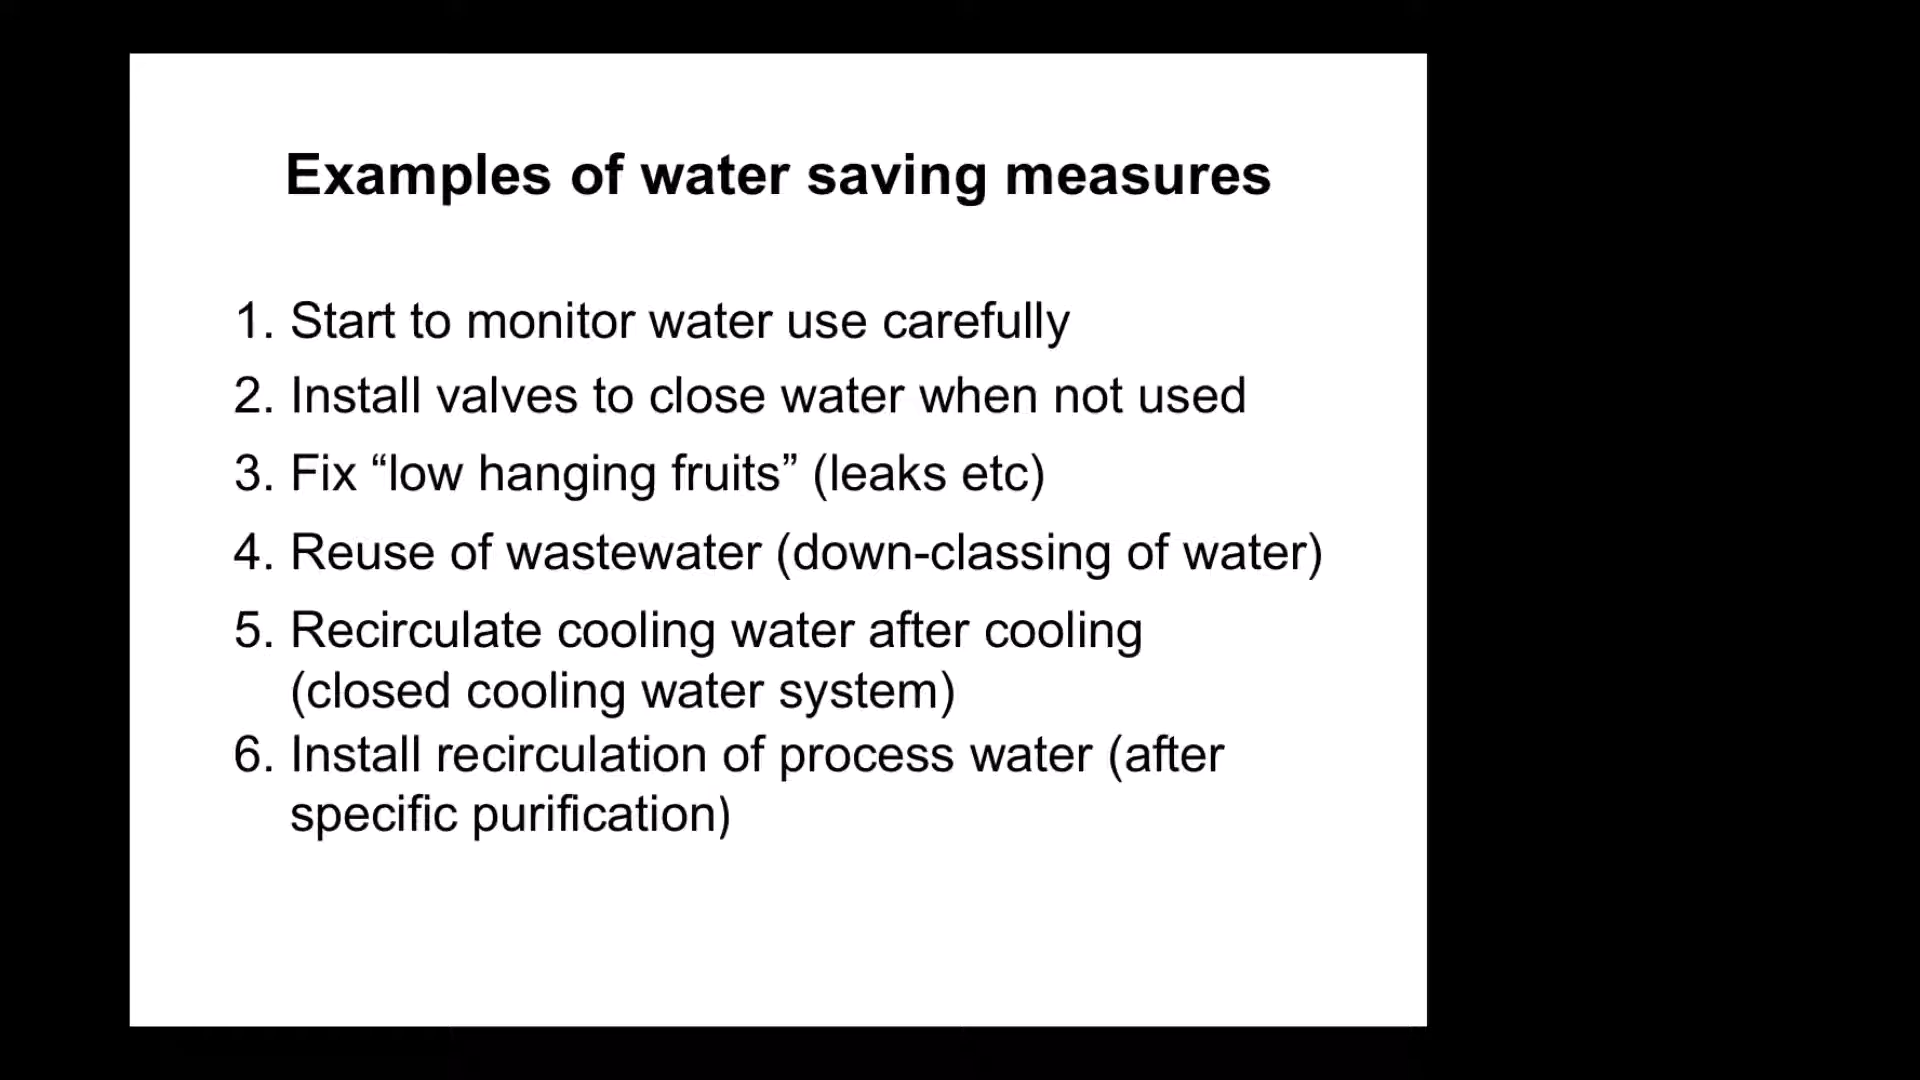 Examples of water saving measures
1. Start to monitor water use carefully
2. Install valves to close water when not used
3. Fix “low hanging fruits” (leaks etc)
4. Reuse of wastewater (down-classing of water)
5. Recirculate cooling water after cooling
(closed cooling water system)
6. Install recirculation of process water (after
specific purification)